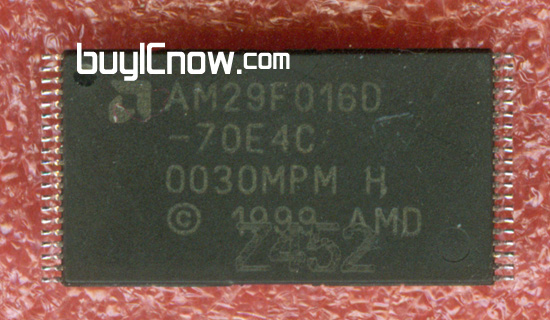 buyICnow.com
AM29F016D
-70E4C
0030MPM H
© 1999 AMD
2452